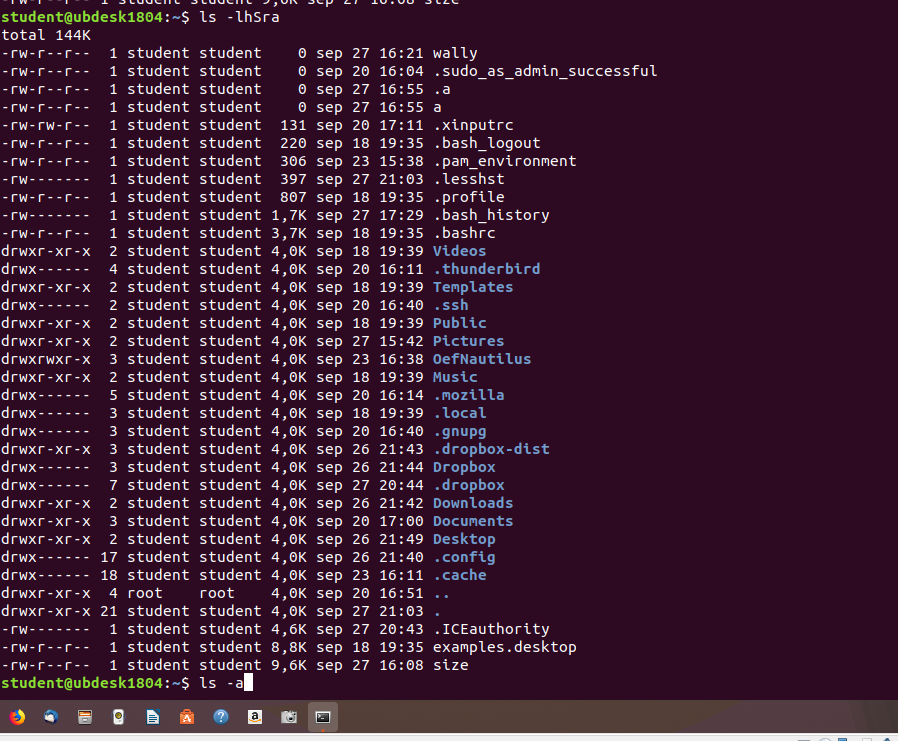 -rw-r--r-- 1 student student 9,6K sep 27 16:08 size
student@ubdesk1804:~$ ls -lhSra
total 144K
-rw-r--r--  1 student student    0 sep 27 16:21 wally
-rw-r--r--  1 student student    0 sep 20 16:04 .sudo_as_admin_successful
-rw-r--r--  1 student student    0 sep 27 16:55 .a
-rw-r--r--  1 student student    0 sep 27 16:55 a
-rw-rw-r--  1 student student  131 sep 20 17:11 .xinputrc
-rw-r--r--  1 student student  220 sep 18 19:35 .bash_logout
-rw-r--r--  1 student student  306 sep 23 15:38 .pam_environment
-rw-------  1 student student  397 sep 27 21:03 .lesshst
-rw-r--r--  1 student student  807 sep 18 19:35 .profile
-rw-------  1 student student 1,7K sep 27 17:29 .bash_history
-rw-r--r--  1 student student 3,7K sep 18 19:35 .bashrc
drwxr-xr-x  2 student student 4,0K sep 18 19:39 Videos
drwx------  4 student student 4,0K sep 20 16:11 .thunderbird
drwxr-xr-x  2 student student 4,0K sep 18 19:39 Templates
drwx------  2 student student 4,0K sep 20 16:40 .ssh
drwxr-xr-x  2 student student 4,0K sep 18 19:39 Public
drwxr-xr-x  2 student student 4,0K sep 27 15:42 Pictures
drwxrwxr-x  3 student student 4,0K sep 23 16:38 OefNautilus
drwxr-xr-x  2 student student 4,0K sep 18 19:39 Music
drwx------  5 student student 4,0K sep 20 16:14 .mozilla
drwx------  3 student student 4,0K sep 18 19:39 .local
drwx------  3 student student 4,0K sep 20 16:40 .gnupg
drwxr-xr-x  3 student student 4,0K sep 26 21:43 .dropbox-dist
drwx------  3 student student 4,0K sep 26 21:44 Dropbox
drwx------  7 student student 4,0K sep 27 20:44 .dropbox
drwxr-xr-x  2 student student 4,0K sep 26 21:42 Downloads
drwxr-xr-x  3 student student 4,0K sep 20 17:00 Documents
drwxr-xr-x  2 student student 4,0K sep 26 21:49 Desktop
drwx------ 17 student student 4,0K sep 26 21:40 .config
drwx------ 18 student student 4,0K sep 23 16:11 .cache
drwxr-xr-x  4 root    root    4,0K sep 20 16:51 ..
drwxr-xr-x 21 student student 4,0K sep 27 21:03 .
-rw-------  1 student student 4,6K sep 27 20:43 .ICEauthority
-rw-r--r--  1 student student 8,8K sep 18 19:35 examples.desktop
-rw-r--r--  1 student student 9,6K sep 27 16:08 size
student@ubdesk1804:~$ ls -a